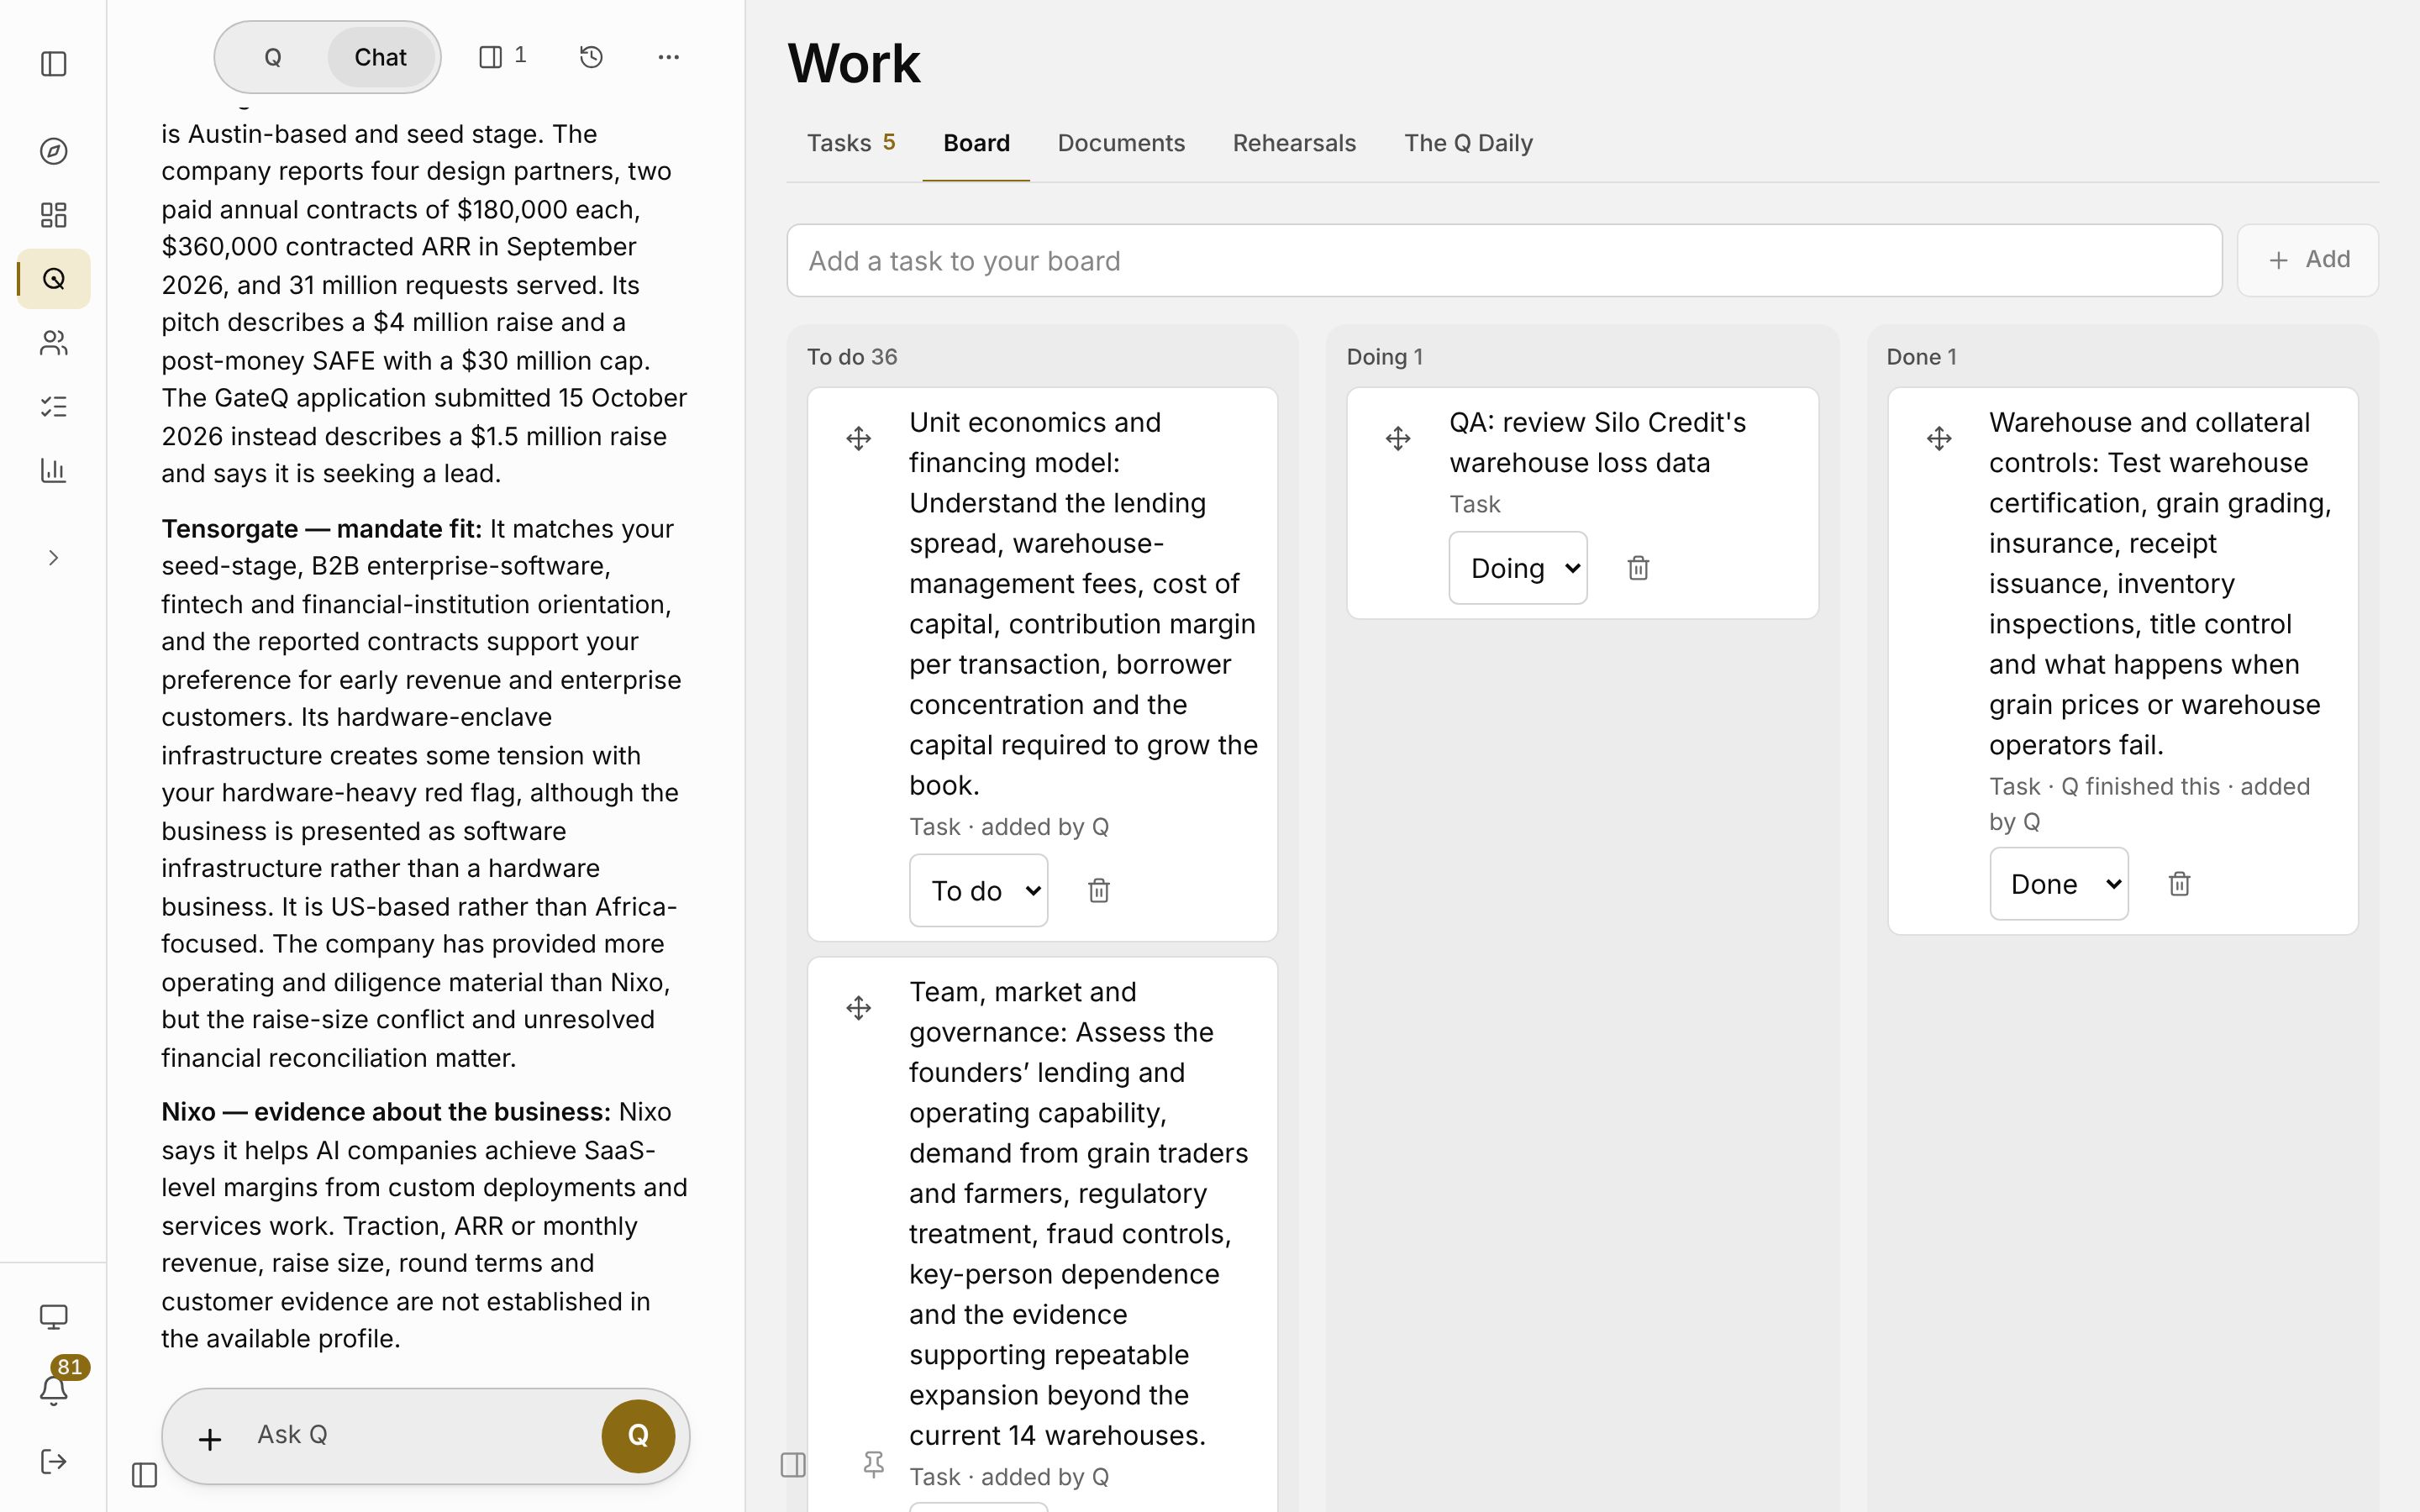 Q
Chat
1
is Austin-based and seed stage. The
company reports four design partners, two
paid annual contracts of $180,000 each,
$360,000 contracted ARR in September
2026, and 31 million requests served. Its
pitch describes a $4 million raise and a
post-money SAFE with a $30 million cap.
The GateQ application submitted 15 October
2026 instead describes a $1.5 million raise
and says it is seeking a lead.
Tensorgate — mandate fit: It matches your
seed-stage, B2B enterprise-software,
fintech and financial-institution orientation,
and the reported contracts support your
preference for early revenue and enterprise
customers. Its hardware-enclave
infrastructure creates some tension with
your hardware-heavy red flag, although the
business is presented as software
infrastructure rather than a hardware
business. It is US-based rather than Africa-
focused. The company has provided more
operating and diligence material than Nixo,
but the raise-size conflict and unresolved
financial reconciliation matter.
Nixo — evidence about the business: Nixo
says it helps AI companies achieve SaaS-
level margins from custom deployments and
services work. Traction, ARR or monthly
revenue, raise size, round terms and
customer evidence are not established in
the available profile.
81
Ask Q
Q
Work
Tasks 5
Board
Documents
Rehearsals
The Q Daily
Add a task to your board
Add
To do 36
Unit economics and
financing model:
Understand the lending
spread, warehouse-
management fees, cost of
capital, contribution margin
per transaction, borrower
concentration and the
capital required to grow the
book.
Task · added by Q
To do
Team, market and
governance: Assess the
founders’ lending and
operating capability,
demand from grain traders
and farmers, regulatory
treatment, fraud controls,
key-person dependence
and the evidence
supporting repeatable
expansion beyond the
current 14 warehouses.
Task · added by Q
Doing 1
QA: review Silo Credit's
warehouse loss data
Task
Doing
Done 1
Warehouse and collateral
controls: Test warehouse
certification, grain grading,
insurance, receipt
issuance, inventory
inspections, title control
and what happens when
grain prices or warehouse
operators fail.
Task · Q finished this · added
by Q
Done